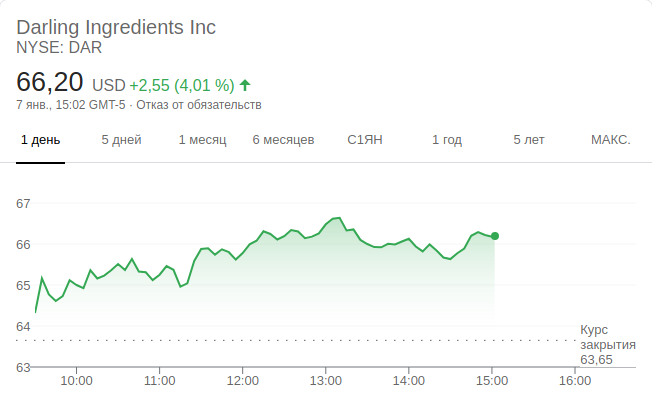 Darling Ingredients Inc
NYSE: DAR
66,20 USD +2,55 (4,01 %)
7 янв., 15:02 GMT-5 · Отказ от обязательств
1 день 5 дней 1 месяц 6 месяцев С1ЯН 1 год 5 лет МАКС.
67
66
65
64
63
Курс
закрытия
63,65
10:00 11:00 12:00 13:00 14:00 15:00 16:00